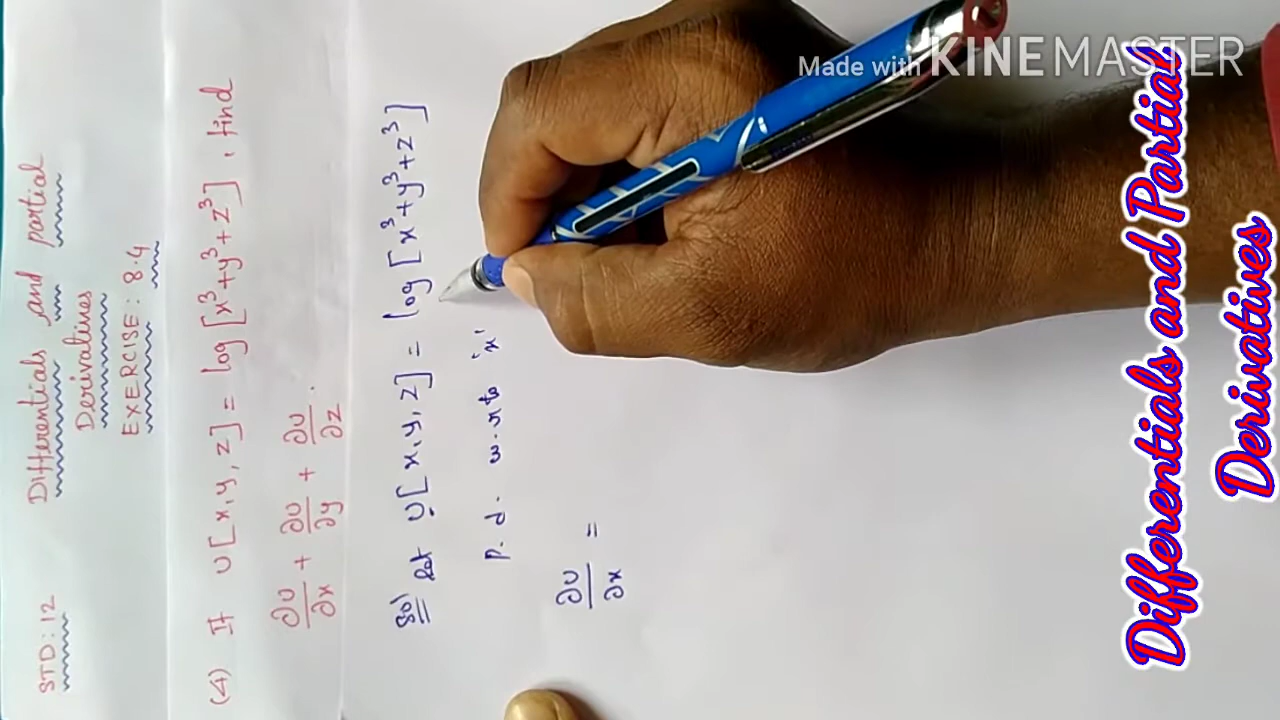 STD: 12 Differentials and partial
Derivatives
EXERCISE: 8.4
(4) If U[x, y, z] = log [x³+y³+z³], find
∂U/∂x + ∂U/∂y + ∂U/∂z.
Sol Let U[x, y, z] = log [x³+y³+z³]
P. d. w.r.to 'x'
∂U/∂x =
Made with KINEMASTER
Differentials and Partial
Derivatives